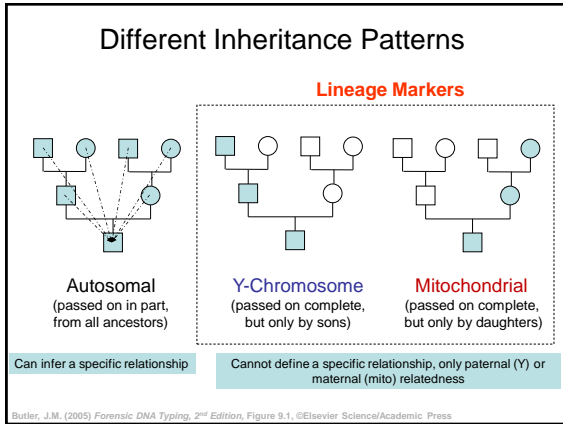 Different Inheritance Patterns
Lineage Markers
Autosomal
(passed on in part,
from all ancestors)
Y-Chromosome
(passed on complete,
but only by sons)
Mitochondrial
(passed on complete,
but only by daughters)
Can infer a specific relationship
Cannot define a specific relationship, only paternal (Y) or
maternal (mito) relatedness
Butler, J.M. (2005) Forensic DNA Typing, 2nd Edition, Figure 9.1, ©Elsevier Science/Academic Press